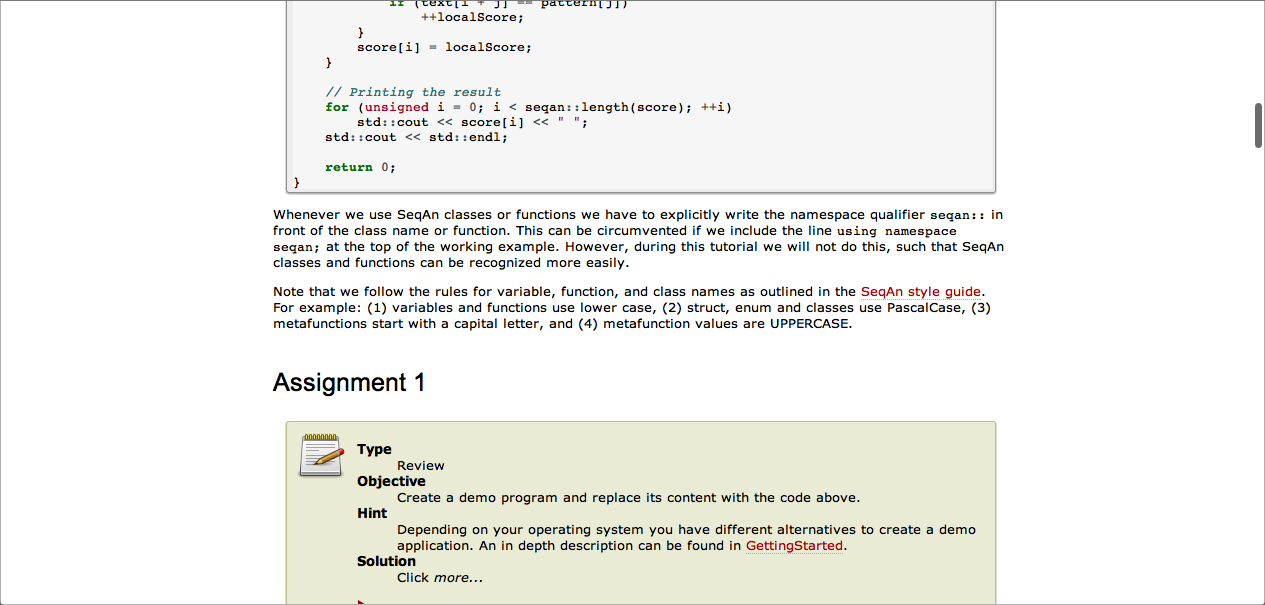 if (text[i + j] == pattern[j])
++localScore;
}
score[i] = localScore;
}
// Printing the result
for (unsigned i = 0; i < seqan::length(score); ++i)
std::cout << score[i] << " ";
std::cout << std::endl;
return 0;
}
Whenever we use SeqAn classes or functions we have to explicitly write the namespace qualifier seqan:: in
front of the class name or function. This can be circumvented if we include the line using namespace
seqan; at the top of the working example. However, during this tutorial we will not do this, such that SeqAn
classes and functions can be recognized more easily.
Note that we follow the rules for variable, function, and class names as outlined in the SeqAn style guide.
For example: (1) variables and functions use lower case, (2) struct, enum and classes use PascalCase, (3)
metafunctions start with a capital letter, and (4) metafunction values are UPPERCASE.
Assignment 1
Type
Review
Objective
Create a demo program and replace its content with the code above.
Hint
Depending on your operating system you have different alternatives to create a demo
application. An in depth description can be found in GettingStarted.
Solution
Click more...